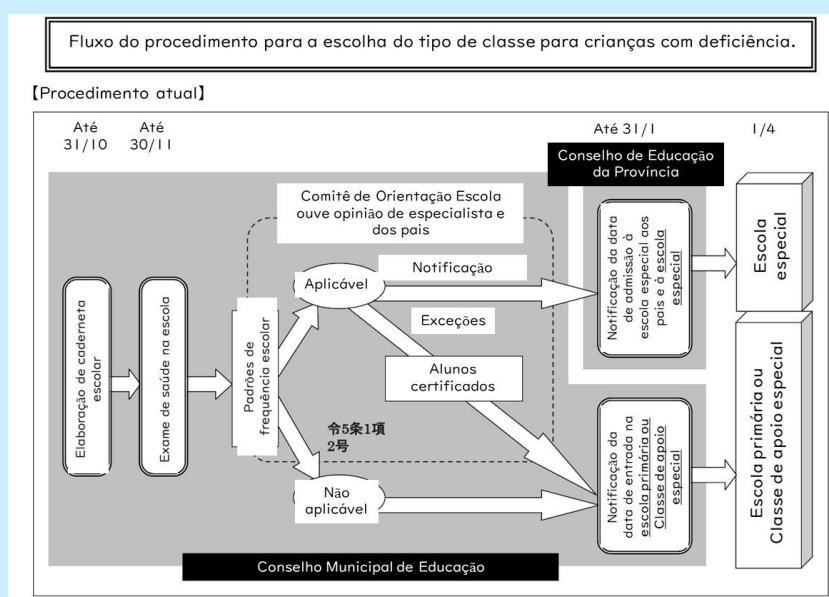 Fluxo do procedimento para a escolha do tipo de classe para crianças com deficiência.
【Procedimento atual】
Até
31/10
Até
30/11
Até 31/1
1/4
Conselho de Educação
da Província
Comitê de Orientação Escola
ouve opinião de especialista e
dos pais
Elaboração de caderneta
escolar
Exame de saúde na escola
Padrões de
frequência escolar
Aplicável
Notificação
Exceções
Alunos
certificados
令5条1項
2号
Não
aplicável
Notificação da data
de admissão à
escola especial aos
pais e à escola
especial
Escola
especial
Notificação da
data de entrada na
escola primária ou
Classe de apoio
especial
Escola primária ou
Classe de apoio especial
Conselho Municipal de Educação